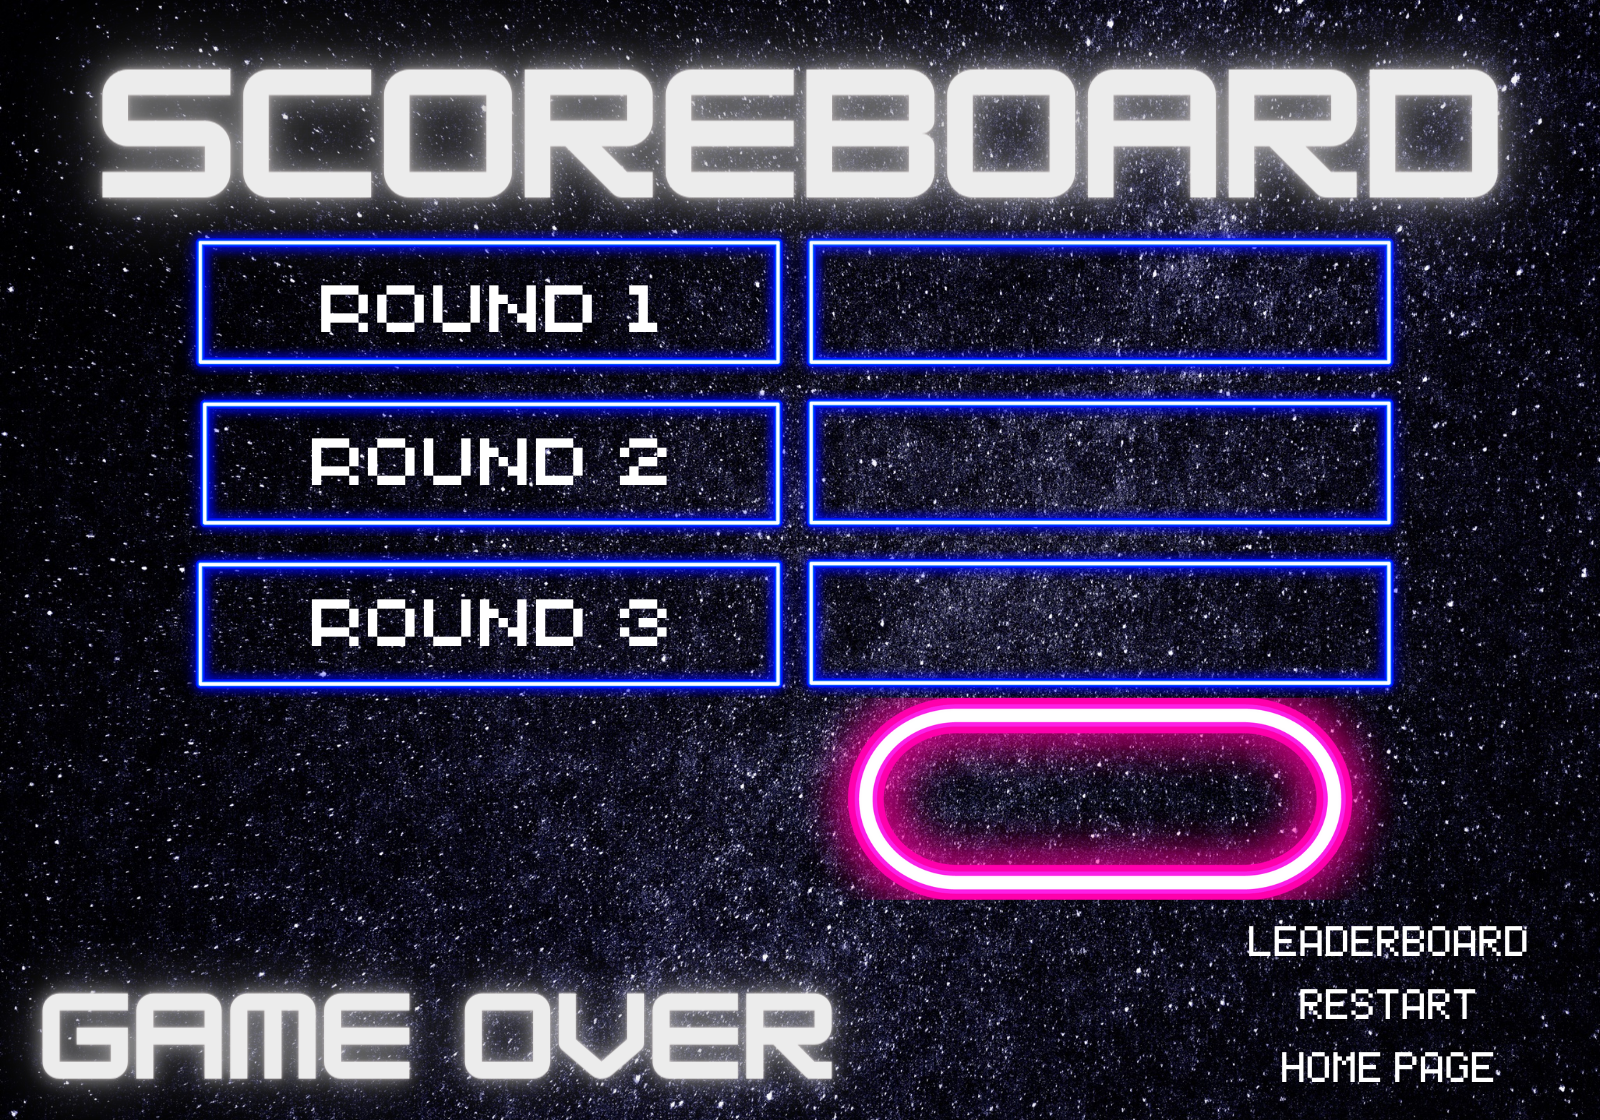 SCOREBOARD
ROUND 1
ROUND 2
ROUND 3
LEADERBOARD
RESTART
HOME PAGE
GAME OVER